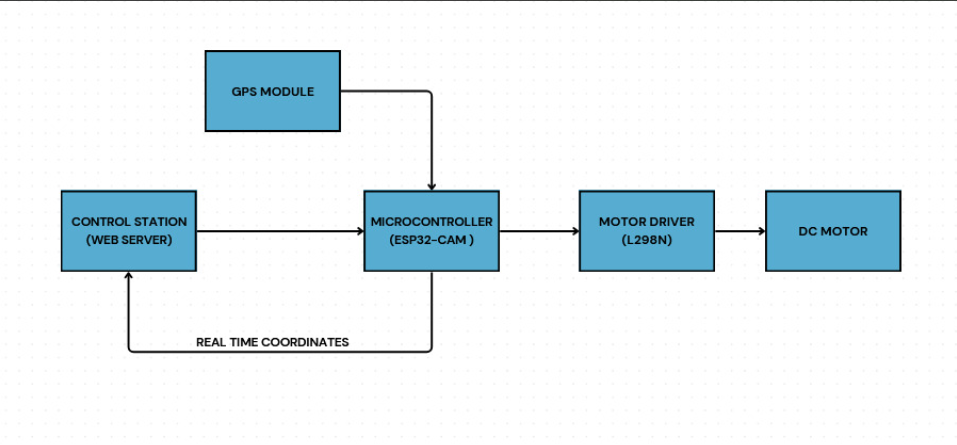 GPS MODULE
CONTROL STATION
(WEB SERVER)
MICROCONTROLLER
(ESP32-CAM )
MOTOR DRIVER
(L298N)
DC MOTOR
REAL TIME COORDINATES